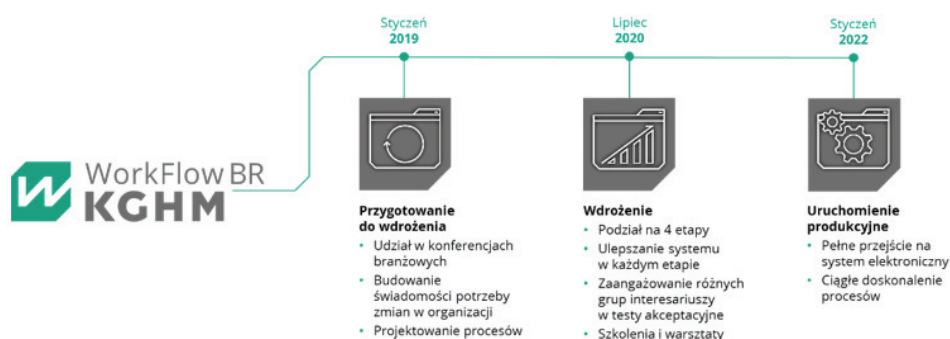 Styczeń
2019
Lipiec
2020
Styczeń
2022
WorkFlow BR
KGHM
Przygotowanie
do wdrożenia
• Udział w konferencjach
branżowych
• Budowanie
świadomości potrzeby
zmian w organizacji
• Projektowanie procesów
Wdrożenie
• Podział na 4 etapy
• Ulepszanie systemu
w każdym etapie
• Zaangażowanie różnych
grup interesariuszy
w testy akceptacyjne
• Szkolenia i warsztaty
Uruchomienie
produkcyjne
• Pełne przejście na
system elektroniczny
• Ciągłe doskonalenie
procesów